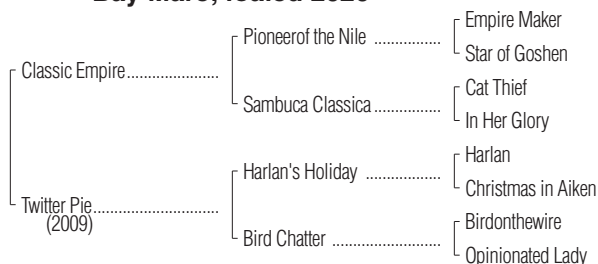 Bay Mare, foaled
Empire Maker
Pioneerof the Nile
Star of Goshen
Classic Empire
Cat Thief
Sambuca Classica
In Her Glory
Harlan
Harlan's Holiday
Christmas in Aiken
Twitter Pie
(2009)
Birdonthewire
Bird Chatter
Opinionated Lady